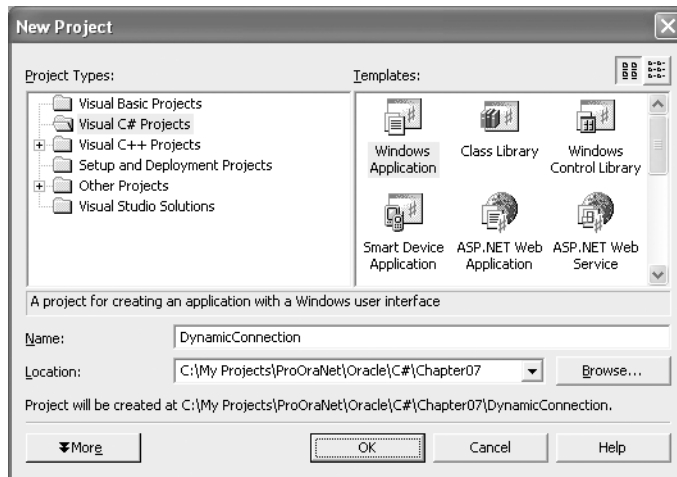 New Project
Project Types:
Templates:
Visual Basic Projects
Visual C# Projects
Visual C++ Projects
Setup and Deployment Projects
Other Projects
Visual Studio Solutions
Windows
Application
Class Library
Windows
Control Library
Smart Device
Application
ASP.NET Web
Application
ASP.NET Web
Service
A project for creating an application with a Windows user interface
Name:
DynamicConnection
Location:
C:\My Projects\ProOraNet\Oracle\C#\Chapter07
Browse...
Project will be created at C:\My Projects\ProOraNet\Oracle\C#\Chapter07\DynamicConnection.
More
OK
Cancel
Help